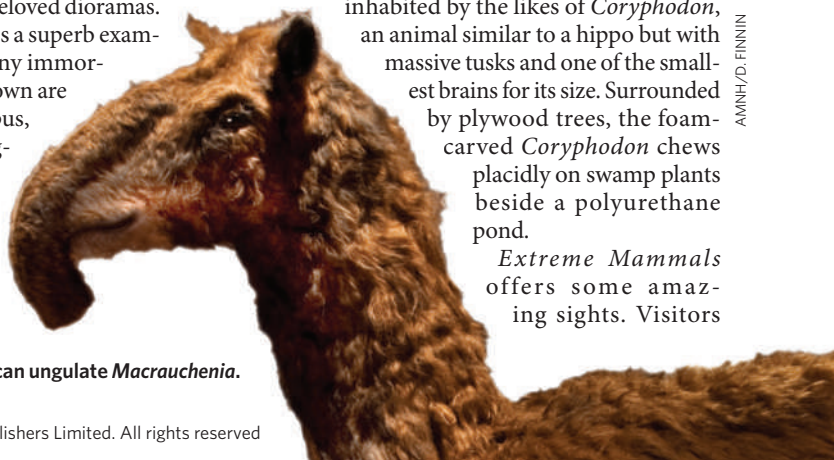 eloved dioramas.
s a superb exam-
ny immor-
own are
ous,
g-
inhabited by the likes of Coryphodon,
an animal similar to a hippo but with
massive tusks and one of the small-
est brains for its size. Surrounded
by plywood trees, the foam-
carved Coryphodon chews
placidly on swamp plants
beside a polyurethane
pond.
Extreme Mammals
offers some amaz-
ing sights. Visitors
AMNH/D. FINNIN
can ungulate Macrauchenia.
lishers Limited. All rights reserved